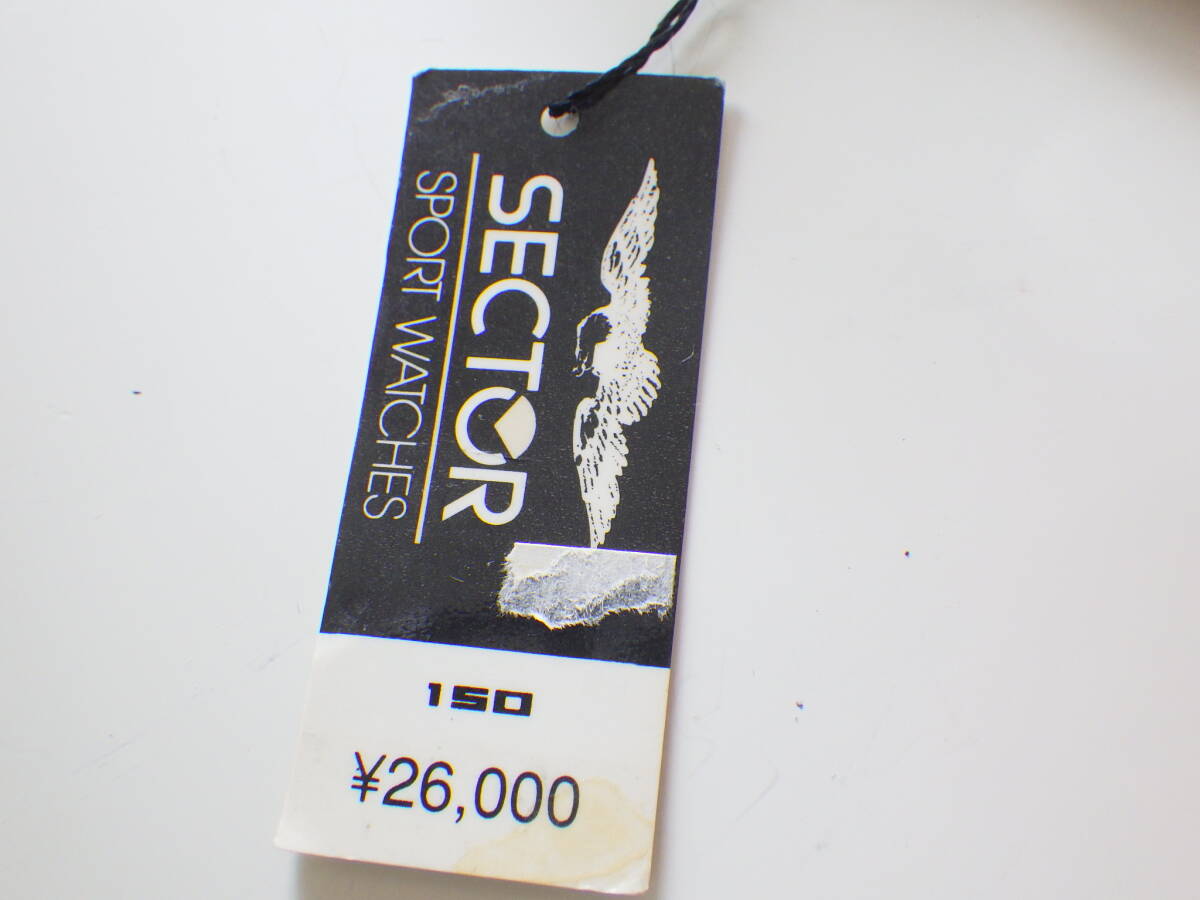 SECTOR
SPORT WATCHES
150
¥26,000